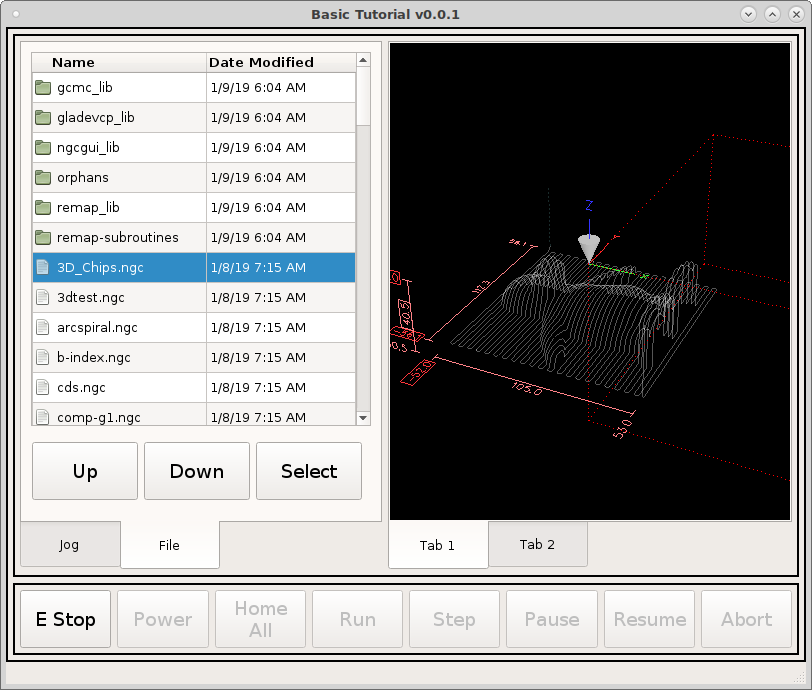 Basic Tutorial v0.0.1
Name Date Modified
gcmc_lib 1/9/19 6:04 AM
gladevcp_lib 1/9/19 6:04 AM
ngcgui_lib 1/9/19 6:04 AM
orphans 1/9/19 6:04 AM
remap_lib 1/9/19 6:04 AM
remap-subroutines 1/9/19 6:04 AM
3D_Chips.ngc 1/8/19 7:15 AM
3dtest.ngc 1/8/19 7:15 AM
arcspiral.ngc 1/8/19 7:15 AM
b-index.ngc 1/8/19 7:15 AM
cds.ngc 1/8/19 7:15 AM
comp-g1.ngc 1/8/19 7:15 AM
Up Down Select
Jog File
Z
40.5
105.0
53.0
Tab 1 Tab 2
E Stop Power Home All Run Step Pause Resume Abort